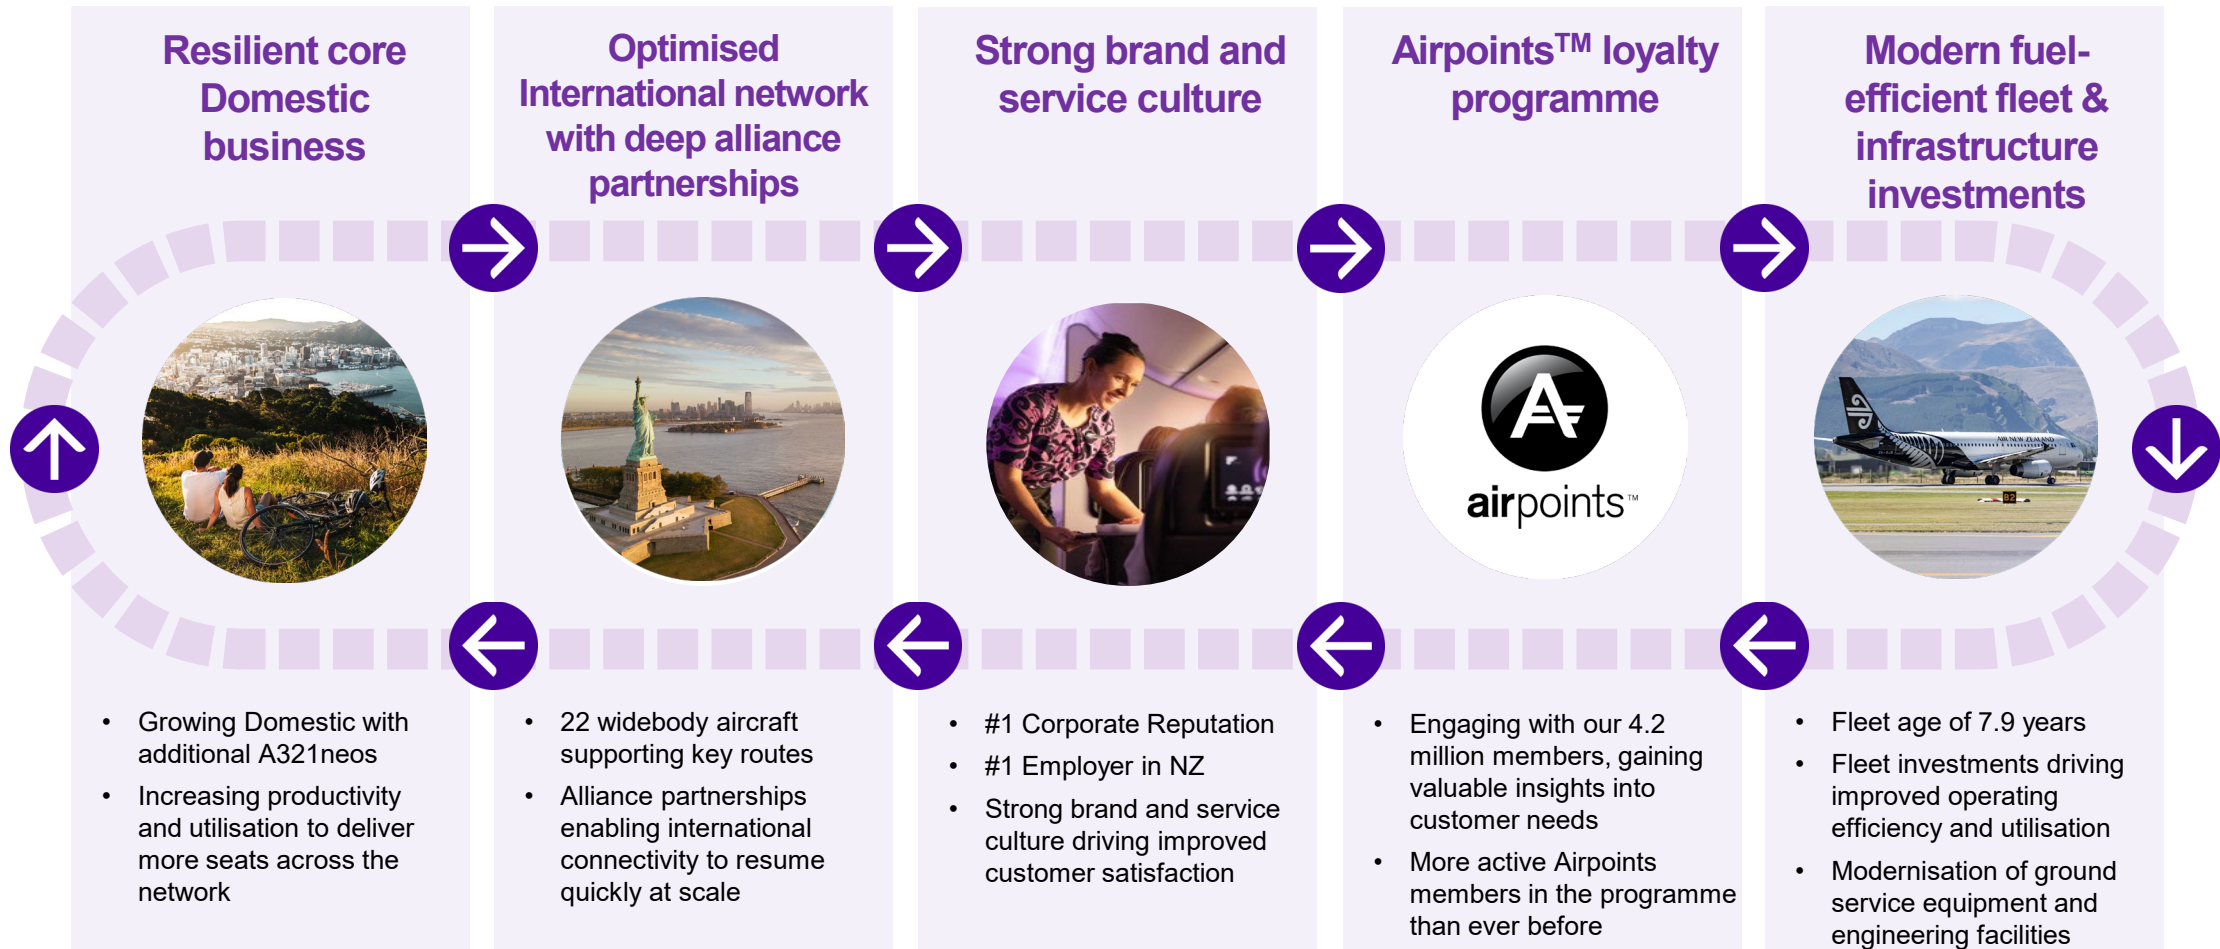 Resilient core
Domestic
business
Optimised
International network
with deep alliance
partnerships
Strong brand and
service culture
Airpoints™ loyalty
programme
Modern fuel-
efficient fleet &
infrastructure
investments
airpoints™
AIR NEW ZEALAND
B2
• Growing Domestic with
additional A321neos
• Increasing productivity
and utilisation to deliver
more seats across the
network
• 22 widebody aircraft
supporting key routes
• Alliance partnerships
enabling international
connectivity to resume
quickly at scale
• #1 Corporate Reputation
• #1 Employer in NZ
• Strong brand and service
culture driving improved
customer satisfaction
• Engaging with our 4.2
million members, gaining
valuable insights into
customer needs
• More active Airpoints
members in the programme
than ever before
• Fleet age of 7.9 years
• Fleet investments driving
improved operating
efficiency and utilisation
• Modernisation of ground
service equipment and
engineering facilities